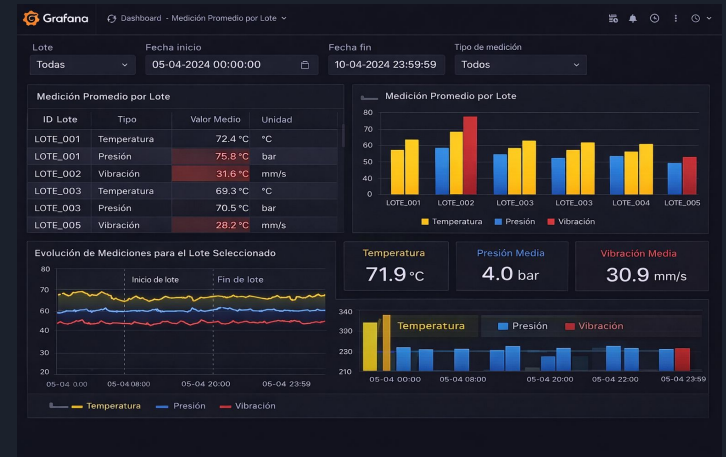 Grafana
Dashboard - Medición Promedio por Lote
Lote
Fecha inicio
Fecha fin
Tipo de medición
Todas
05-04-2024 00:00:00
10-04-2024 23:59:59
Todos
Medición Promedio por Lote
ID Lote Tipo Valor Medio Unidad
LOTE_001 Temperatura 72.4 °C °C
LOTE_001 Presión 75.8 °C bar
LOTE_002 Vibración 31.6 °C mm/s
LOTE_003 Temperatura 69.3 °C °C
LOTE_003 Presión 70.5 °C bar
LOTE_005 Vibración 28.2 °C mm/s
Medición Promedio por Lote
80
70
60
50
40
0
LOTE_001 LOTE_002 LOTE_003 LOTE_003 LOTE_004 LOTE_005
Temperatura Presión Vibración
Evolución de Mediciones para el Lote Seleccionado
80
70
60
40
30
20
Inicio de lote
Fin de lote
05-04 0:00 05-04 08:00 05-04 20:00 05-04 23:59
Temperatura Presión Vibración
Temperatura
71.9 °C
Presión Media
4.0 bar
Vibración Media
30.9 mm/s
340
300
230
210
Temperatura Presión Vibración
05-04 00:00 05-04 08:00 05-04 20:00 05-04 22:00 05-04 23:59